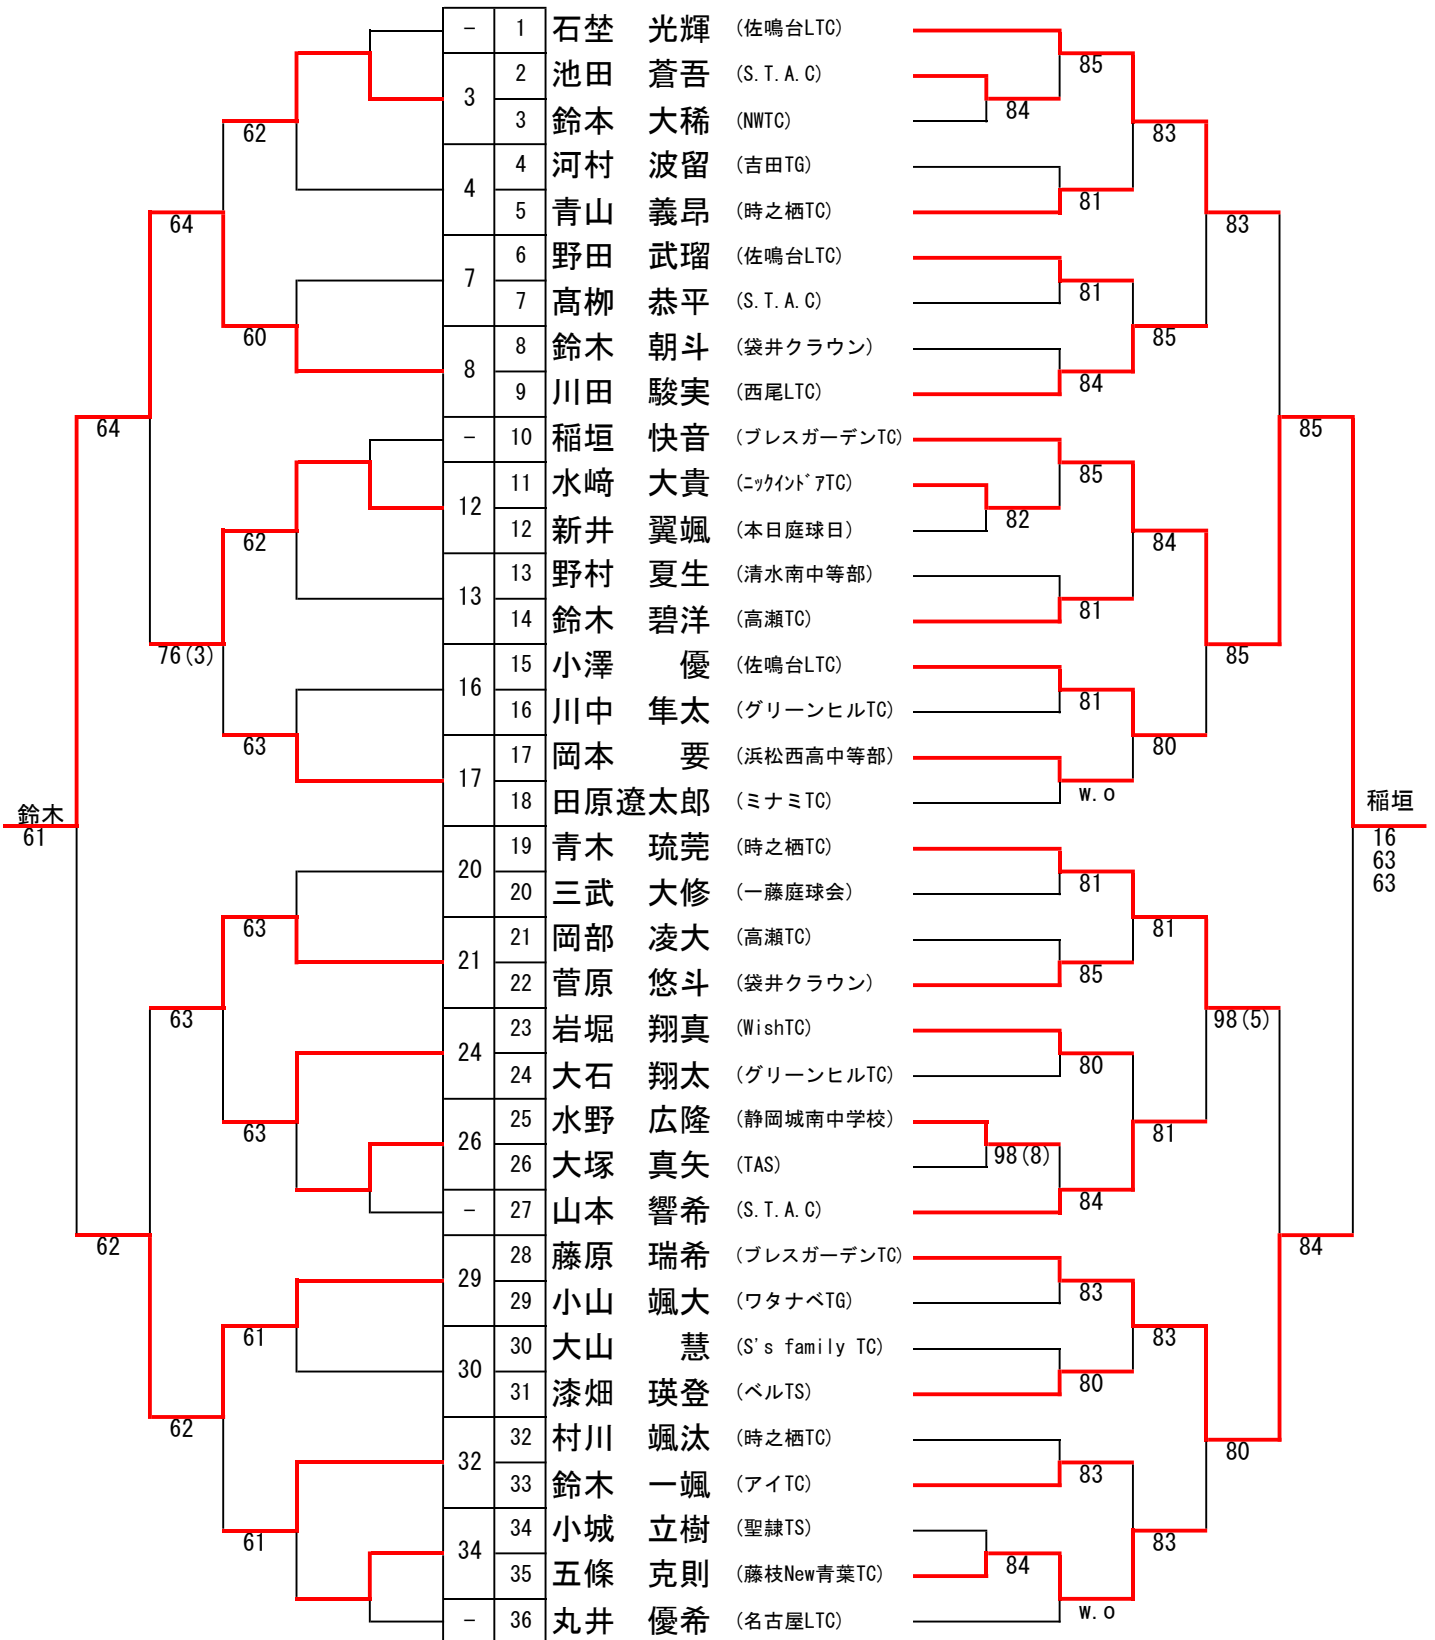 - 1 石埜 光輝 (佐鳴台LTC)
85
2 池田 蒼吾 (S.T.A.C)
3
84
3 鈴本 大稀 (NWTC)
62
83
4 河村 波留 (吉田TG)
4
81
5 青山 義昂 (時之栖TC)
64
83
6 野田 武瑠 (佐鳴台LTC)
7
81
7 髙栁 恭平 (S.T.A.C)
60
85
8 鈴木 朝斗 (袋井クラウン)
8
84
9 川田 駿実 (西尾LTC)
64
85
- 10 稲垣 快音 (ブレスガーデンTC)
85
11 水﨑 大貴 (ニックインドアTC)
12
82
12 新井 翼颯 (本日庭球日)
62
84
13 野村 夏生 (清水南中等部)
13
81
14 鈴木 碧洋 (高瀬TC)
76(3)
85
15 小澤 優 (佐鳴台LTC)
16
81
16 川中 隼太 (グリーンヒルTC)
63
80
17 岡本 要 (浜松西高中等部)
17
w.o
18 田原遼太郎 (ミナミTC)
鈴木
61
稲垣
16
63
63
19 青木 琉莞 (時之栖TC)
20
81
20 三武 大修 (一藤庭球会)
63
81
21 岡部 凌大 (高瀬TC)
21
85
22 菅原 悠斗 (袋井クラウン)
63
98(5)
23 岩堀 翔真 (WishTC)
24
80
24 大石 翔太 (グリーンヒルTC)
63
81
25 水野 広隆 (静岡城南中学校)
26
98(8)
26 大塚 真矢 (TAS)
84
- 27 山本 響希 (S.T.A.C)
62
84
28 藤原 瑞希 (ブレスガーデンTC)
29
83
29 小山 颯大 (ワタナベTG)
61
83
30 大山 慧 (S's family TC)
30
80
31 漆畑 瑛登 (ベルTS)
62
80
32 村川 颯汰 (時之栖TC)
32
83
33 鈴木 一颯 (アイTC)
61
83
34 小城 立樹 (聖隷TS)
34
84
35 五條 克則 (藤枝New青葉TC)
w.o
- 36 丸井 優希 (名古屋LTC)